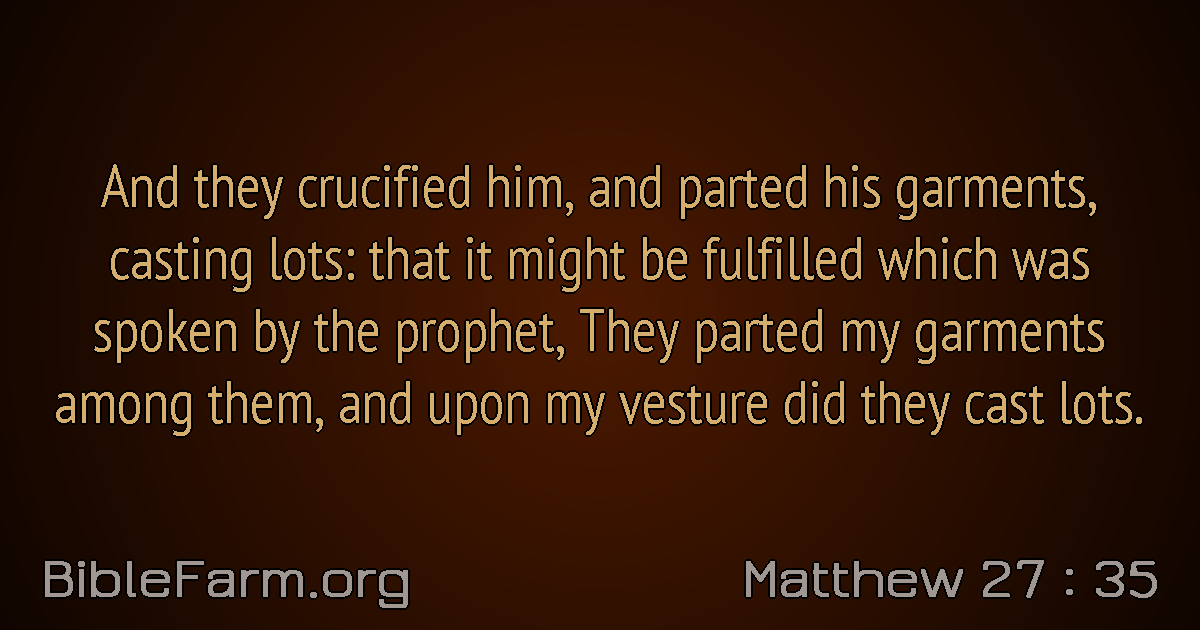 And they crucified him, and parted his garments,
casting lots: that it might be fulfilled which was
spoken by the prophet, They parted my garments
among them, and upon my vesture did they cast lots.
BibleFarm.org
Matthew 27 : 35